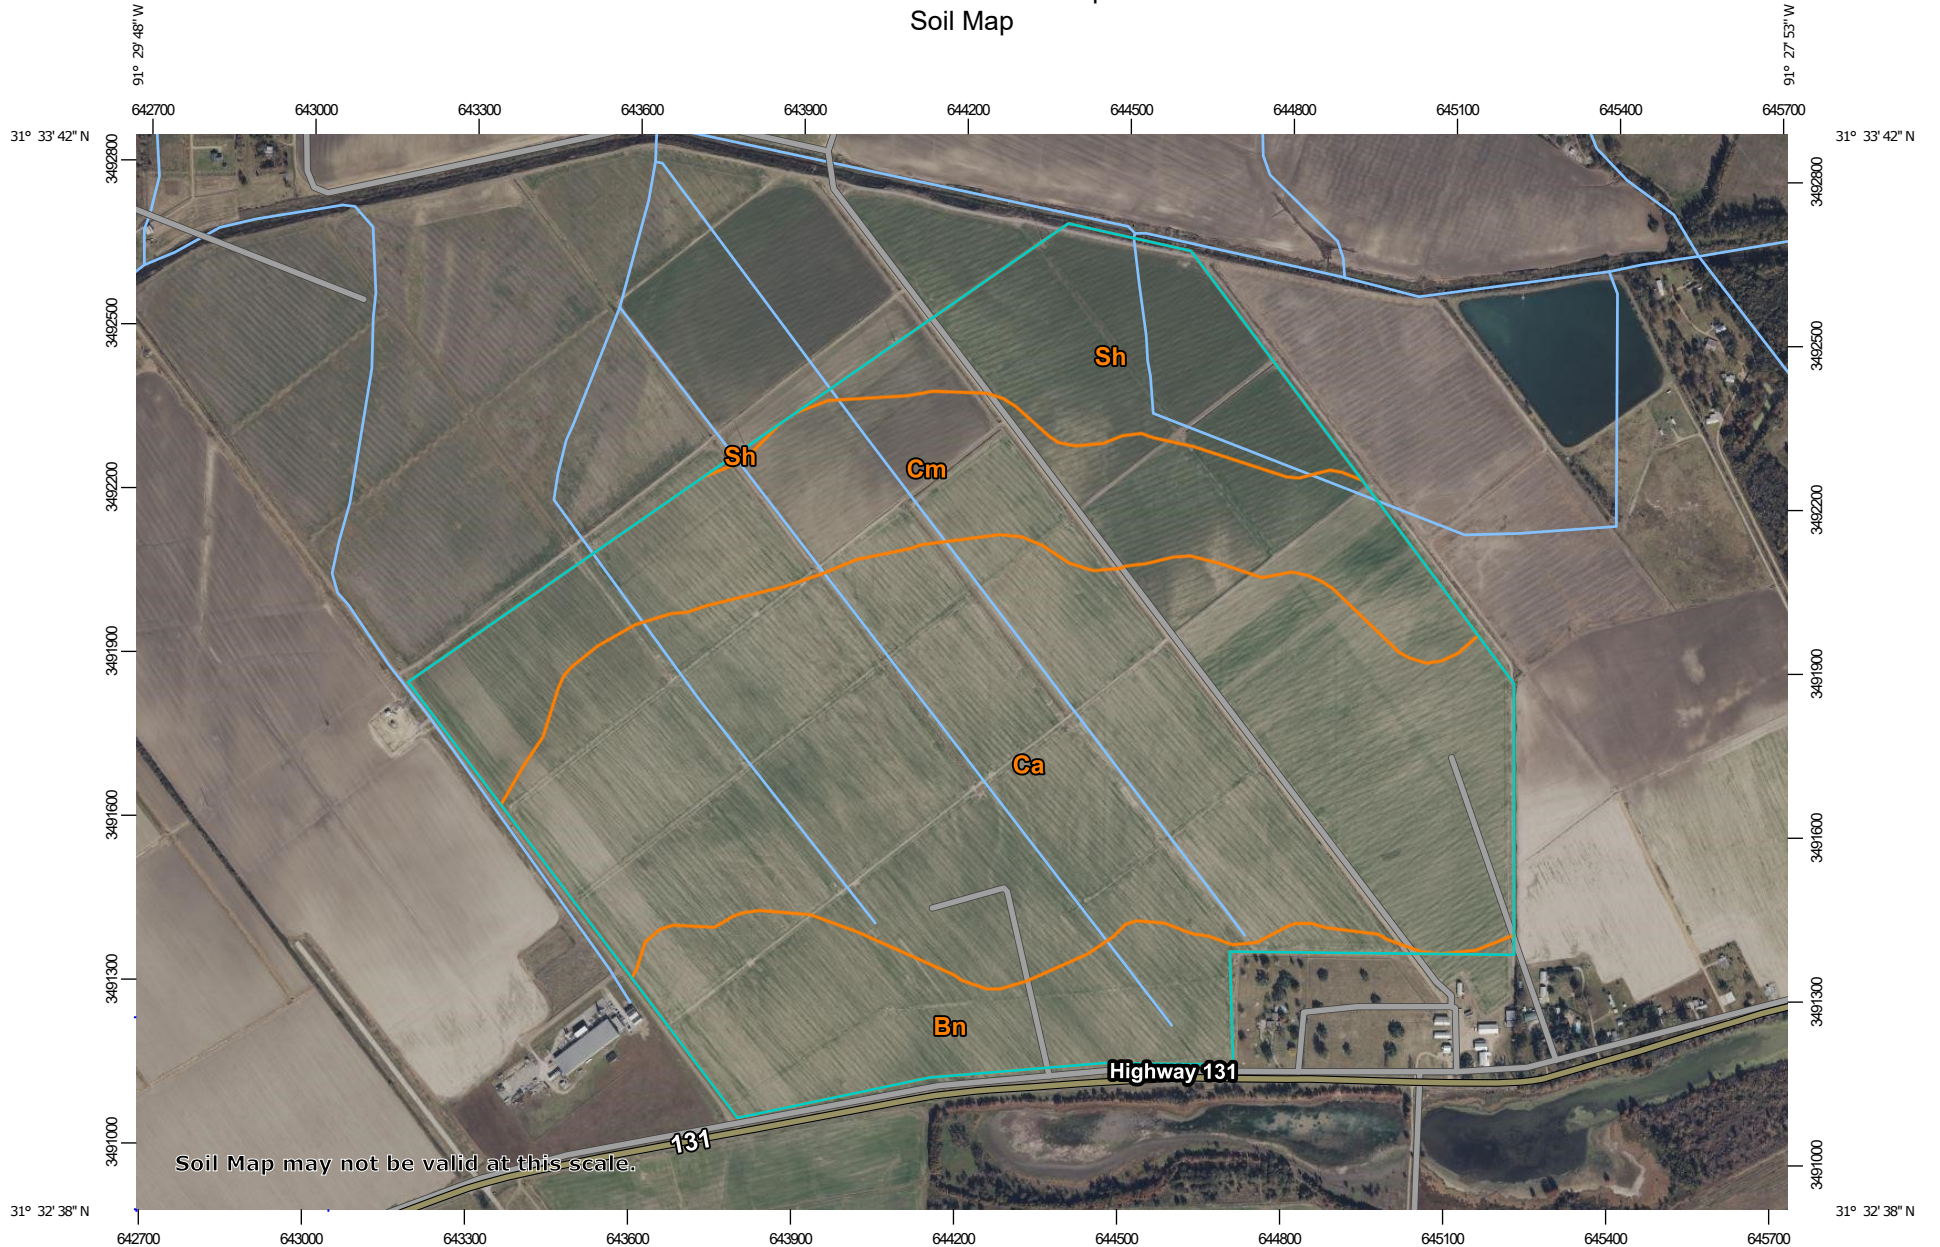 Soil Map
91° 29' 48'' W
91° 27' 53'' W
642700 643000 643300 643600 643900 644200 644500 644800 645100 645400 645700
31° 33' 42'' N
31° 33' 42'' N
3492800
3492800
3492500
3492500
3492200
3492200
3491900
3491900
3491600
3491600
3491300
3491300
3491000
3491000
Sh
Sh
Cm
Ca
Bn
Highway 131
131
Soil Map may not be valid at this scale.
31° 32' 38'' N
31° 32' 38'' N
642700 643000 643300 643600 643900 644200 644500 644800 645100 645400 645700